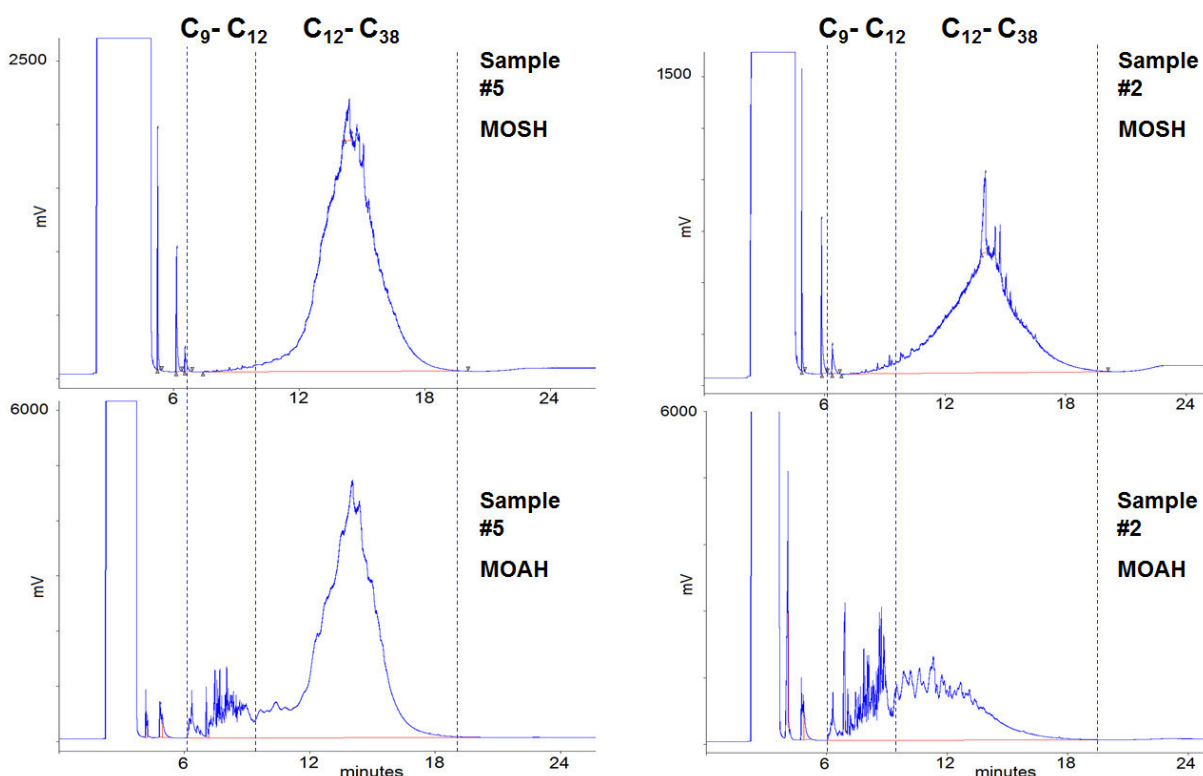 C₉- C₁₂ C₁₂- C₃₈
2500
Sample
#5
MOSH
mV
6 12 18 24
C₉- C₁₂ C₁₂- C₃₈
1500
Sample
#2
MOSH
mV
6 12 18 24
6000
Sample
#5
MOAH
mV
6 12 18 24
minutes
6000
Sample
#2
MOAH
mV
6 12 18 24
minutes